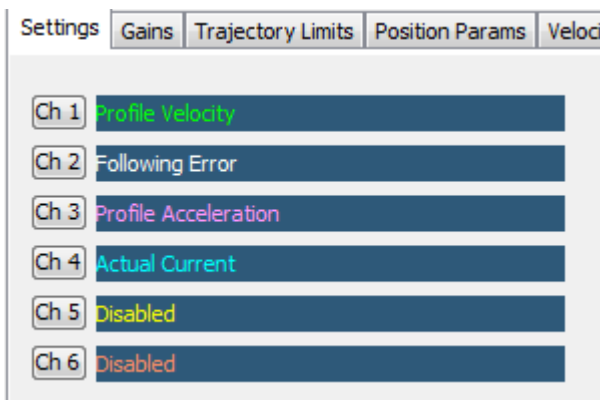 Settings Gains Trajectory Limits Position Params
Ch 1 Profile Velocity
Ch 2 Following Error
Ch 3 Profile Acceleration
Ch 4 Actual Current
Ch 5 Disabled
Ch 6 Disabled